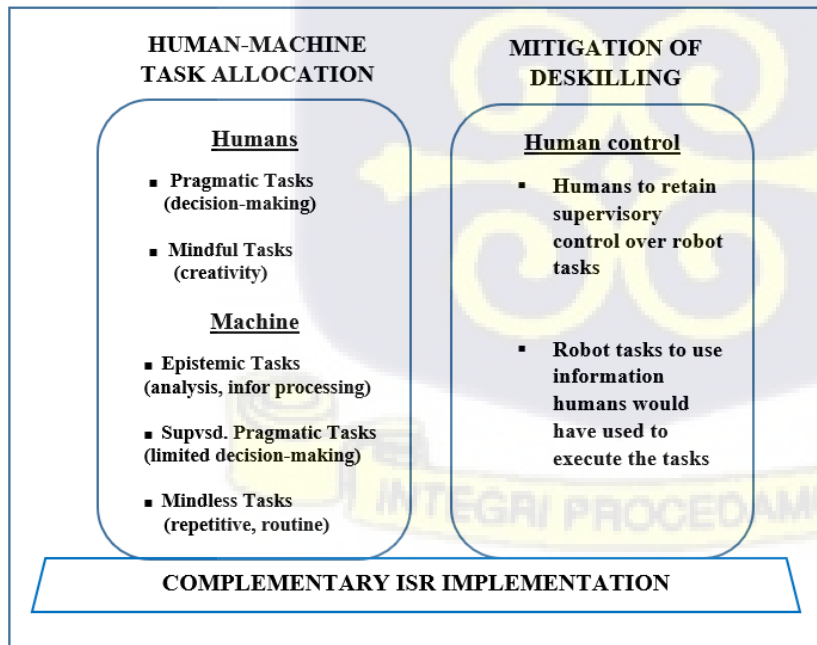 HUMAN-MACHINE
TASK ALLOCATION
Humans
▪ Pragmatic Tasks
(decision-making)
▪ Mindful Tasks
(creativity)
Machine
▪ Epistemic Tasks
(analysis, infor processing)
▪ Supvsd. Pragmatic Tasks
(limited decision-making)
▪ Mindless Tasks
(repetitive, routine)
MITIGATION OF
DESKILLING
Human control
▪ Humans to retain
supervisory
control over robot
tasks
▪ Robot tasks to use
information
humans would
have used to
execute the tasks
INTEGRI PROCEDAMU
COMPLEMENTARY ISR IMPLEMENTATION